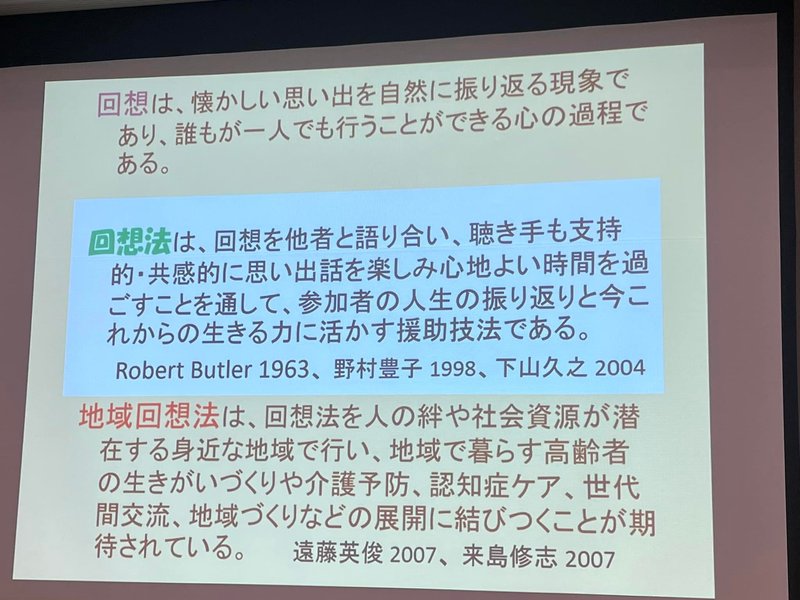 回想は、懐かしい思い出を自然に振り返る現象で
あり、誰もが一人でも行うことができる心の過程で
ある。
回想法は、回想を他者と語り合い、聴き手も支持
的・共感的に思い出話を楽しみ心地よい時間を過
ごすことを通して、参加者の人生の振り返りと今こ
れからの生きる力に活かす援助技法である。
Robert Butler 1963、野村豊子 1998、下山久之 2004
地域回想法は、回想法を人の絆や社会資源が潜
在する身近な地域で行い、地域で暮らす高齢者
の生きがいづくりや介護予防、認知症ケア、世代
間交流、地域づくりなどの展開に結びつくことが期
待されている。 遠藤英俊 2007、来島修志 2007